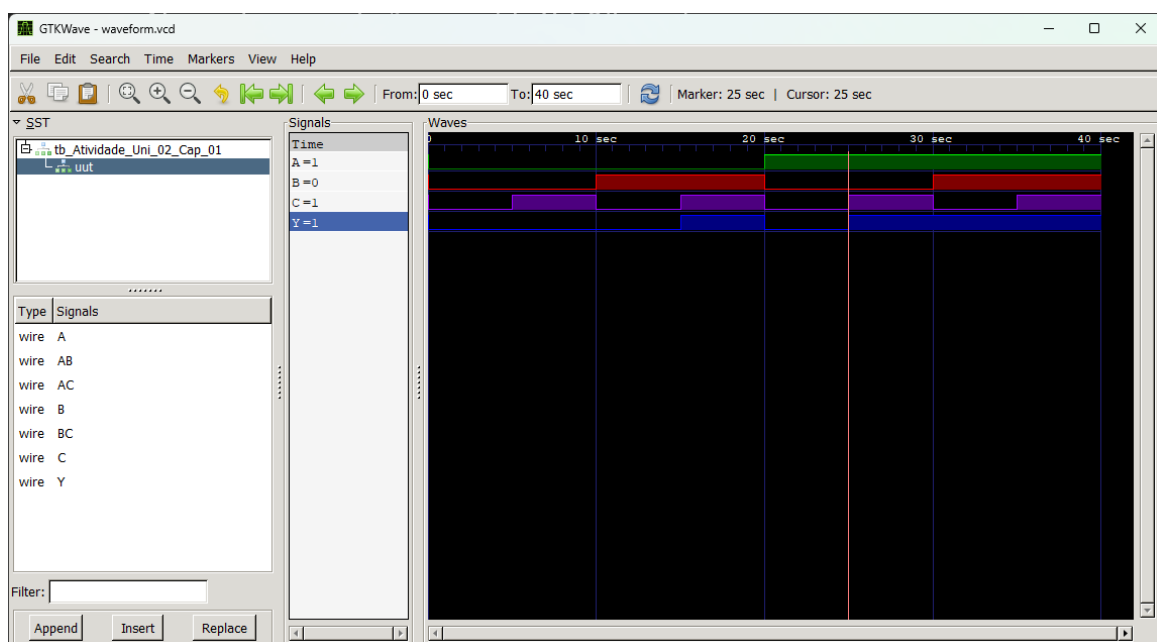 GTKWave - waveform.vcd
File Edit Search Time Markers View Help
From: 0 sec To: 40 sec Marker: 25 sec | Cursor: 25 sec
SST
tb_Atividade_Uni_02_Cap_01
uut
Type Signals
wire A
wire AB
wire AC
wire B
wire BC
wire C
wire Y
Filter:
Append Insert Replace
Signals
Time
A=1
B=0
C=1
Y=1
Waves
0 10 sec 20 sec 30 sec 40 sec